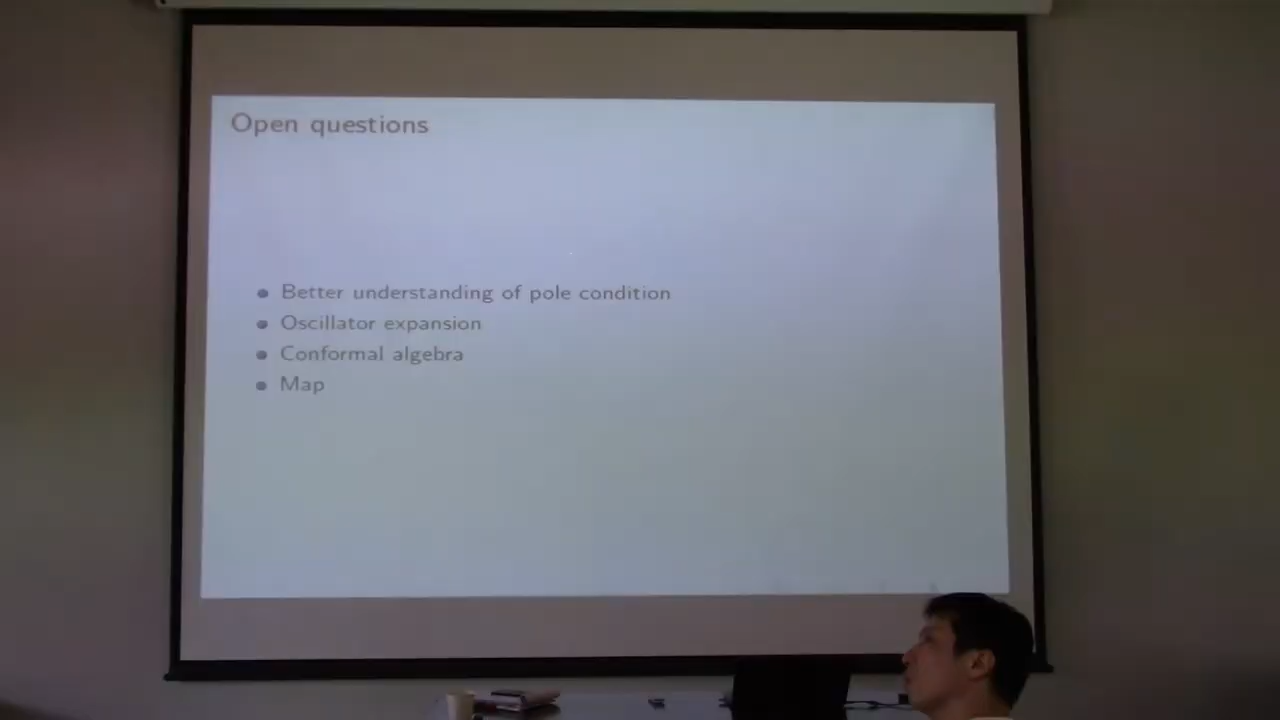 Open questions
Better understanding of pole condition
Oscillator expansion
Conformal algebra
Map